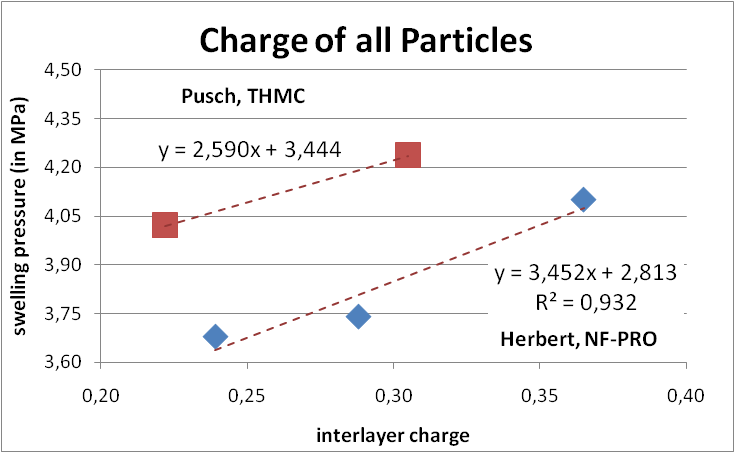 Charge of all Particles
swelling pressure (in MPa)
4,50
4,35
4,20
4,05
3,90
3,75
3,60
Pusch, THMC
y = 2,590x + 3,444
y = 3,452x + 2,813
R² = 0,932
Herbert, NF-PRO
0,20
0,25
0,30
0,35
0,40
interlayer charge